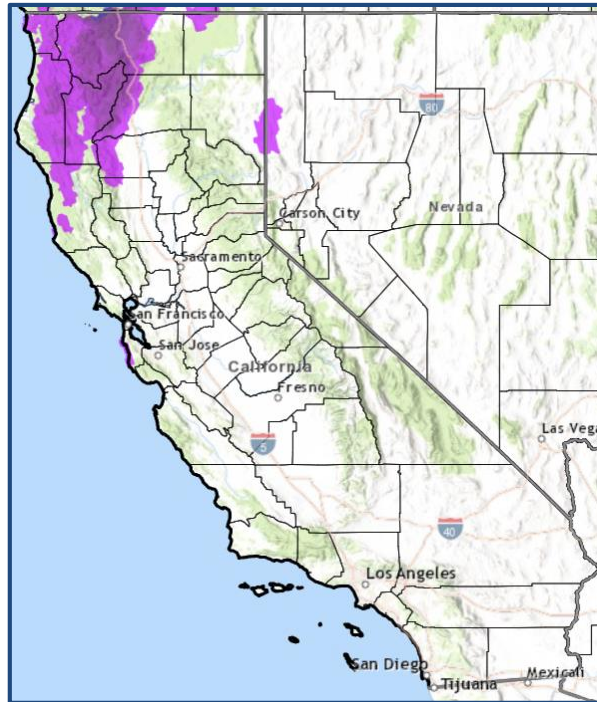 80
Nevada
Carson City
Sacramento
San Francisco
San Jose
California
Fresno
5
Las Vega
40
Los Angeles
San Diego
Tijuana
Mexicali